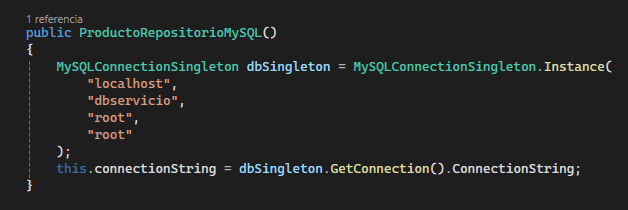 1 referencia
public ProductoRepositorioMySQL()
{
MySQLConnectionSingleton dbSingleton = MySQLConnectionSingleton.Instance(
"localhost",
"dbservicio",
"root",
"root"
);
this.connectionString = dbSingleton.GetConnection().ConnectionString;
}